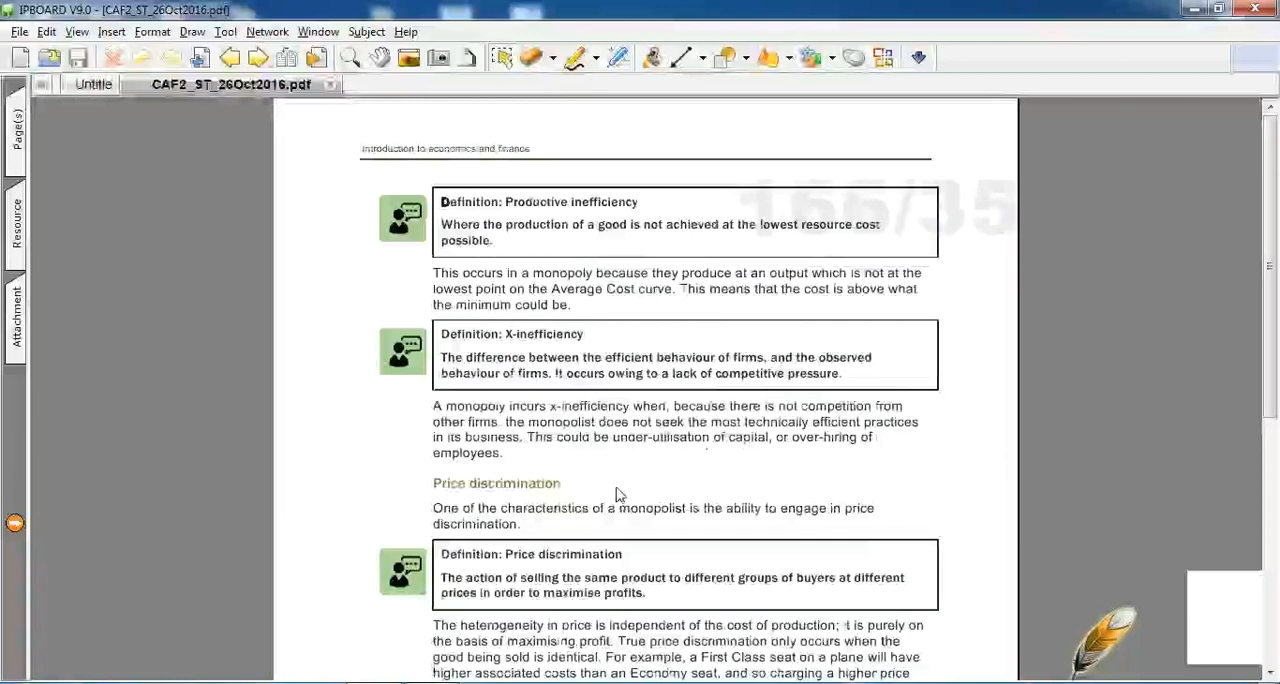 IPBOARD V9.0 - [CAF2_ST_26Oct2016.pdf]
File Edit View Insert Format Draw Tool Network Window Subject Help
Untitle CAF2_ST_26Oct2016.pdf
Page(s)
Resource
Attachment
Introduction to economics and finance
166/35
Definition: Productive inefficiency
Where the production of a good is not achieved at the lowest resource cost
possible.
This occurs in a monopoly because they produce at an output which is not at the
lowest point on the Average Cost curve. This means that the cost is above what
the minimum could be.
Definition: X-inefficiency
The difference between the efficient behaviour of firms, and the observed
behaviour of firms. It occurs owing to a lack of competitive pressure.
A monopoly incurs x-inefficiency when, because there is not competition from
other firms, the monopolist does not seek the most technically efficient practices
in its business. This could be under-utilisation of capital, or over-hiring of
employees.
Price discrimination
One of the characteristics of a monopolist is the ability to engage in price
discrimination.
Definition: Price discrimination
The action of selling the same product to different groups of buyers at different
prices in order to maximise profits.
The heterogeneity in price is independent of the cost of production; it is purely on
the basis of maximising profit. True price discrimination only occurs when the
good being sold is identical. For example, a First Class seat on a plane will have
higher associated costs than an Economy seat, and so charging a higher price